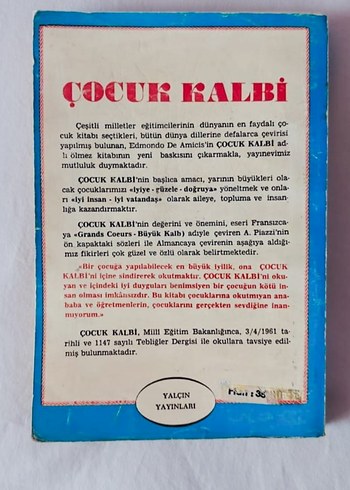 ÇOCUK KALBİ
Çeşitli milletler eğitimcilerinin dünyanın en faydalı ço-
cuk kitabı seçtikleri, bütün dünya dillerine defalarca çevirisi
yapılmış bulunan, Edmondo De Amicis'in ÇOCUK KALBİ ad-
lı ölmez kitabının yeni baskısını çıkarmakla, yayınevimiz
mutluluk duymaktadır.
ÇOCUK KALBİ'nin başlıca amacı, yarının büyükleri ola-
cak çocuklarımızı «iyiye - güzele - doğruya» yöneltmek ve onla-
rı «iyi insan - iyi vatandaş» olarak aileye, topluma ve insan-
lığa kazandırmaktır.
ÇOCUK KALBİ'nin değerini ve önemini, eseri Fransızca-
ya «Grands Coeurs - Büyük Kalb) adiyle çeviren A. Piazzi'nin
ön kapaktaki sözleri ile Almancaya çevirenin aşağıya aldığı-
mız fikirleri çok güzel ve özlü olarak belirtmektedir.
«Bir çocuğa yapılabilecek en büyük iyilik, ona ÇOCUK
KALBİ'ni içine sindirerek okutmaktır. ÇOCUK KALBİ'ni oku-
yan ve içindeki iyi duyguları benimsiyen bir çocuğun kötü in-
san olması imkânsızdır. Bu kitabı çocuklarına okutmıyan ana-
baba ve öğretmenlerin, çocuklarını gerçekten sevdiğine inan-
mıyorum.»
ÇOCUK KALBİ, Milli Eğitim Bakanlığınca, 3/4/1961 ta-
rihli ve 1147 sayılı Tebliğler Dergisi ile okullara tavsiye edil-
miş bulunmaktadır.
YALÇIN
YAYINLARI